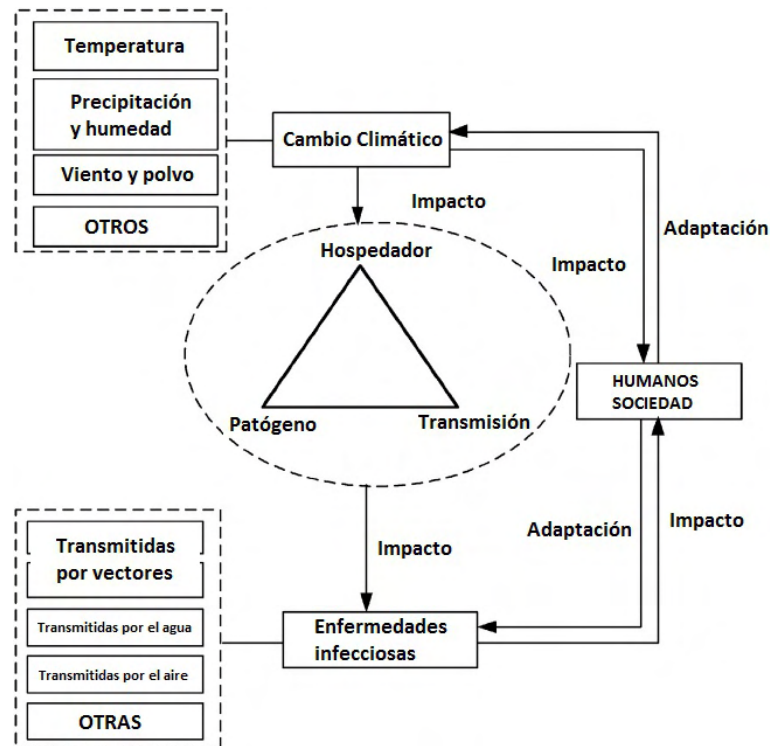 Temperatura
Precipitación
y humedad
Viento y polvo
OTROS
Cambio Climático
Impacto
Adaptación
Impacto
Hospedador
Patógeno
Transmisión
HUMANOS
SOCIEDAD
Impacto
Adaptación
Impacto
Transmitidas
por vectores
Transmitidas por el agua
Transmitidas por el aire
OTRAS
Enfermedades
infecciosas